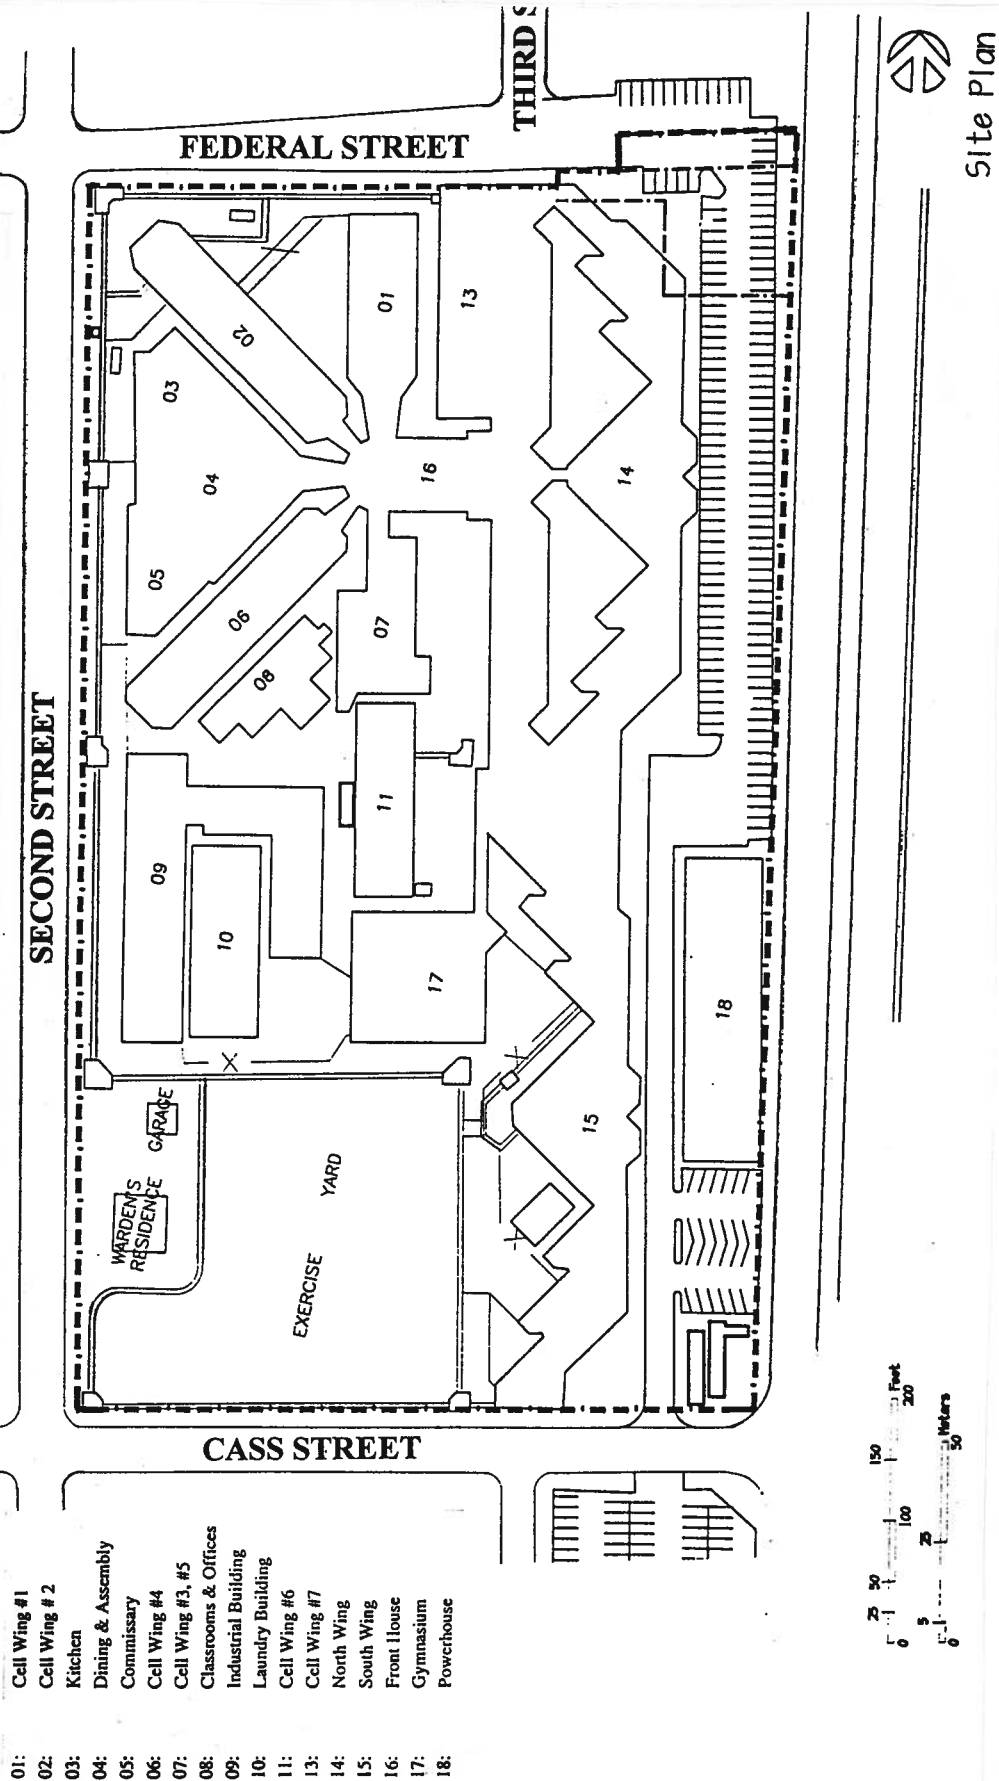 FEDERAL STREET
THIRD S
SECOND STREET
CASS STREET
Site Plan
01
02
03
04
05
06
07
08
09
10
11
13
14
15
16
17
18
GARAGE
WARDEN'S
RESIDENCE
EXERCISE YARD
01: Cell Wing #1
02: Cell Wing # 2
03: Kitchen
04: Dining & Assembly
05: Commissary
06: Cell Wing #4
07: Cell Wing #3, #5
08: Classrooms & Offices
09: Industrial Building
10: Laundry Building
11: Cell Wing #6
13: Cell Wing #7
14: North Wing
15: South Wing
16: Front House
17: Gymnasium
18: Powerhouse
0 25 50 100 150 200 Feet
0 5 25 50 Meters